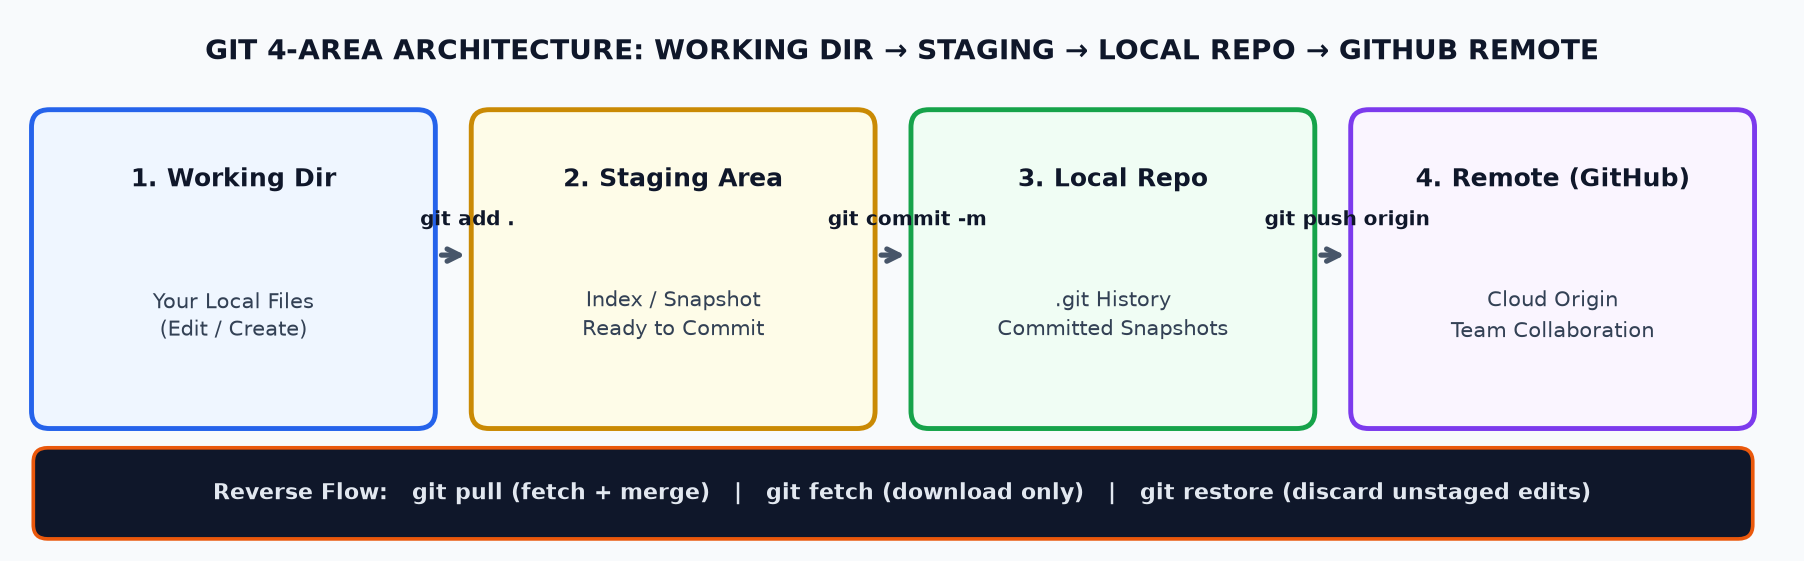 GIT 4-AREA ARCHITECTURE: WORKING DIR → STAGING → LOCAL REPO → GITHUB REMOTE
1. Working Dir
git add .
Your Local Files
(Edit / Create)
2. Staging Area
git commit -m
Index / Snapshot
Ready to Commit
3. Local Repo
git push origin
.git History
Committed Snapshots
4. Remote (GitHub)
Cloud Origin
Team Collaboration
Reverse Flow: git pull (fetch + merge) | git fetch (download only) | git restore (discard unstaged edits)